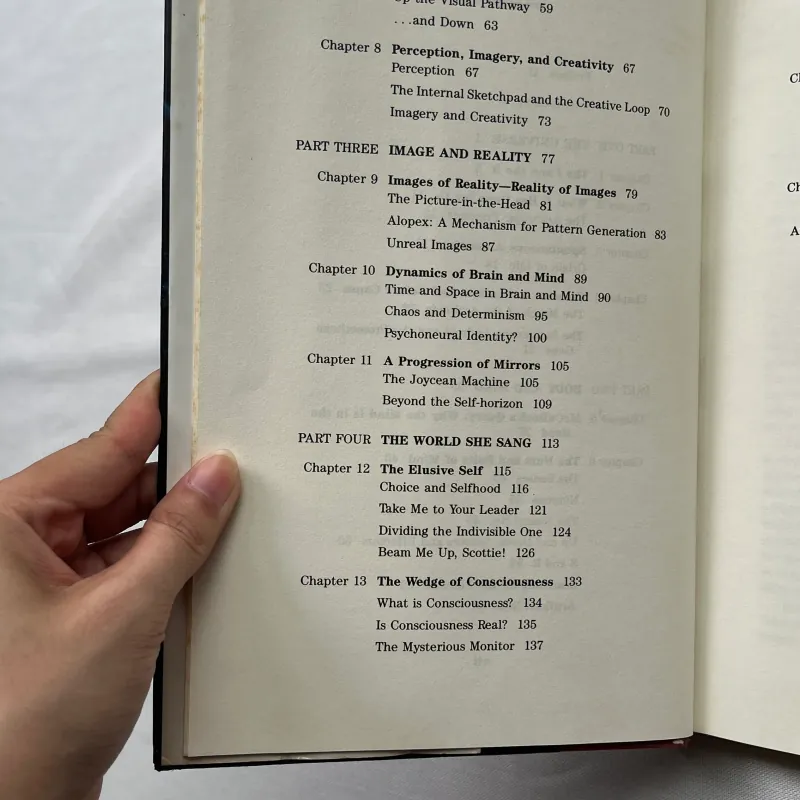 Up the Visual Pathway 59
...and Down 63
Chapter 8 Perception, Imagery, and Creativity 67
Perception 67
The Internal Sketchpad and the Creative Loop 70
Imagery and Creativity 73
PART THREE IMAGE AND REALITY 77
Chapter 9 Images of Reality—Reality of Images 79
The Picture-in-the-Head 81
Alopex: A Mechanism for Pattern Generation 83
Unreal Images 87
Chapter 10 Dynamics of Brain and Mind 89
Time and Space in Brain and Mind 90
Chaos and Determinism 95
Psychoneural Identity? 100
Chapter 11 A Progression of Mirrors 105
The Joycean Machine 105
Beyond the Self-horizon 109
PART FOUR THE WORLD SHE SANG 113
Chapter 12 The Elusive Self 115
Choice and Selfhood 116
Take Me to Your Leader 121
Dividing the Indivisible One 124
Beam Me Up, Scottie! 126
Chapter 13 The Wedge of Consciousness 133
What is Consciousness? 134
Is Consciousness Real? 135
The Mysterious Monitor 137